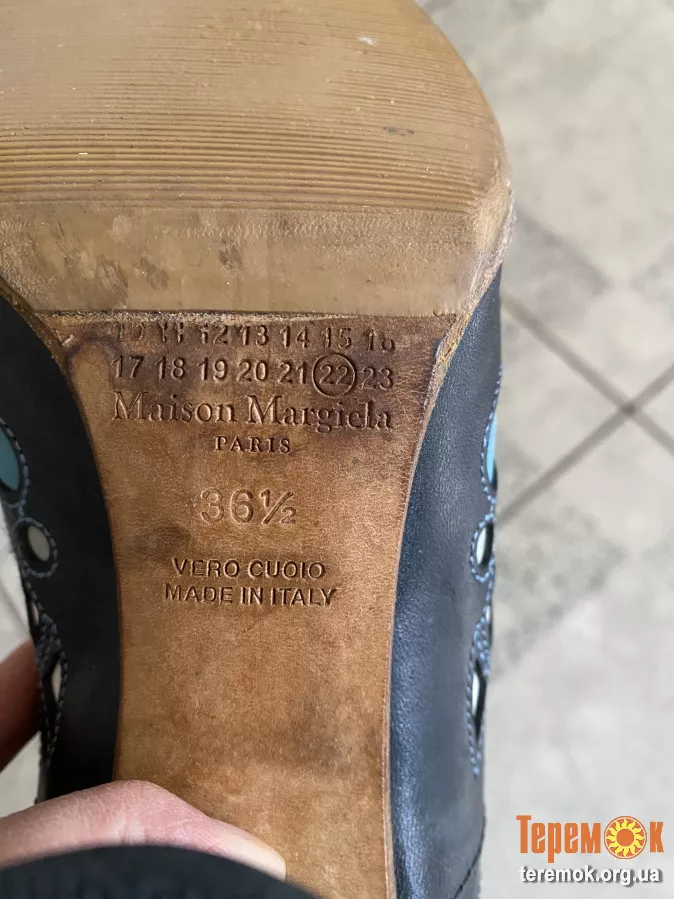 10 11 12 13 14 15 16
17 18 19 20 21 22 23
Maison Margiela
PARIS
36½
VERO CUOIO
MADE IN ITALY
ТеремОк
teremok.org.ua